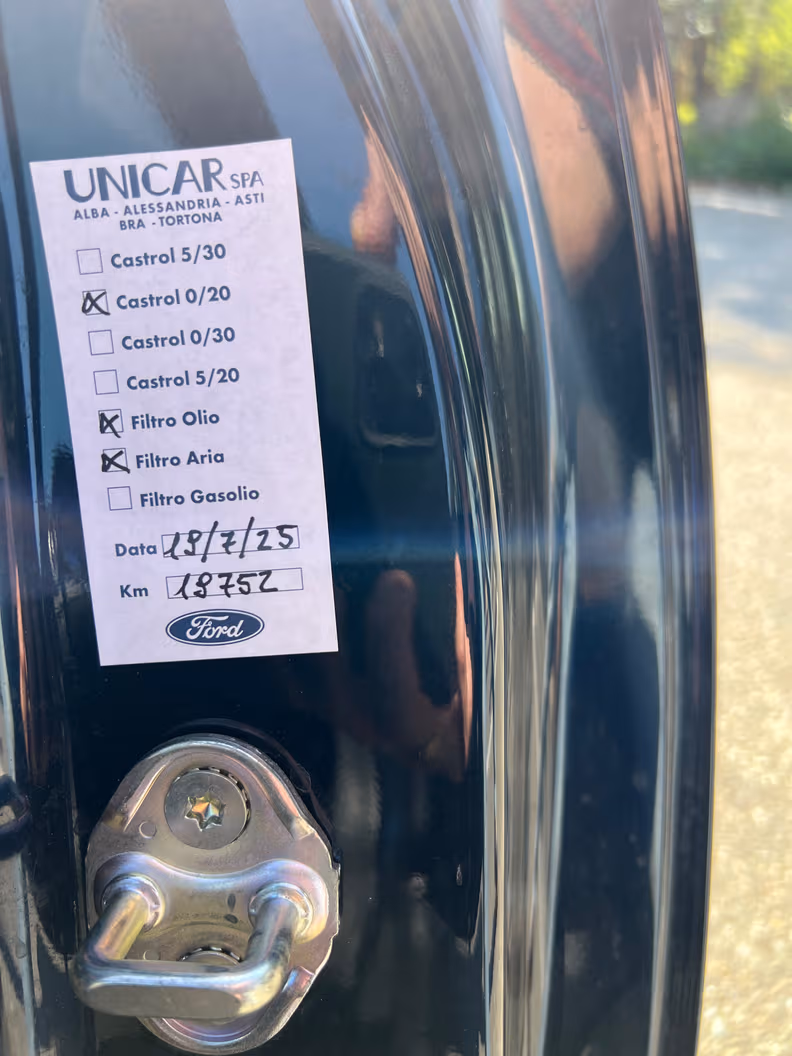 UNICAR SPA
ALBA - ALESSANDRIA - ASTI
BRA - TORTONA
Castrol 5/30
Castrol 0/20
Castrol 0/30
Castrol 5/20
Filtro Olio
Filtro Aria
Filtro Gasolio
Data 19/7/25
Km 19752
Ford